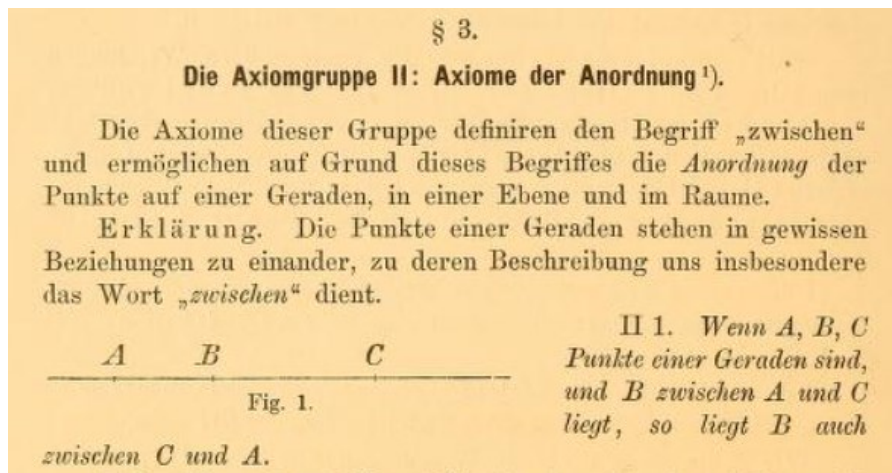 § 3.
Die Axiomgruppe II: Axiome der Anordnung ¹).
Die Axiome dieser Gruppe definiren den Begriff „zwischen“
und ermöglichen auf Grund dieses Begriffes die Anordnung der
Punkte auf einer Geraden, in einer Ebene und im Raume.
Erklärung. Die Punkte einer Geraden stehen in gewissen
Beziehungen zu einander, zu deren Beschreibung uns insbesondere
das Wort „zwischen“ dient.
A B C
Fig. 1.
II 1. Wenn A, B, C
Punkte einer Geraden sind,
und B zwischen A und C
liegt, so liegt B auch
zwischen C und A.